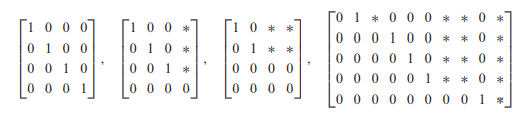 [1 0 0 0
0 1 0 0
0 0 1 0
0 0 0 1],
[1 0 0 *
0 1 0 *
0 0 1 *
0 0 0 0],
[1 0 * *
0 1 * *
0 0 0 0
0 0 0 0],
[0 1 * 0 0 0 * * 0 *
0 0 0 1 0 0 * * 0 *
0 0 0 0 1 0 * * 0 *
0 0 0 0 0 1 * * 0 *
0 0 0 0 0 0 0 0 1 *]